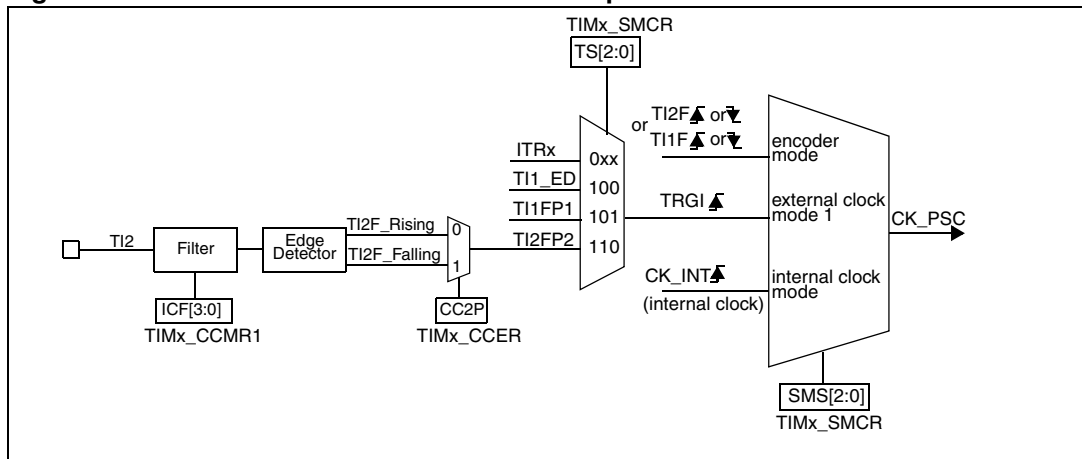 TIMx_SMCR
TS[2:0]
or TI2F or
TI1F or
encoder
mode
ITRx
0xx
TI1_ED
100
TRGI
external clock
mode 1
CK_PSC
TI1FP1
101
TI2F_Rising
0
TI2FP2
110
TI2
Filter
Edge
Detector
TI2F_Falling
1
CK_INT
(internal clock)
internal clock
mode
ICF[3:0]
TIMx_CCMR1
CC2P
TIMx_CCER
SMS[2:0]
TIMx_SMCR